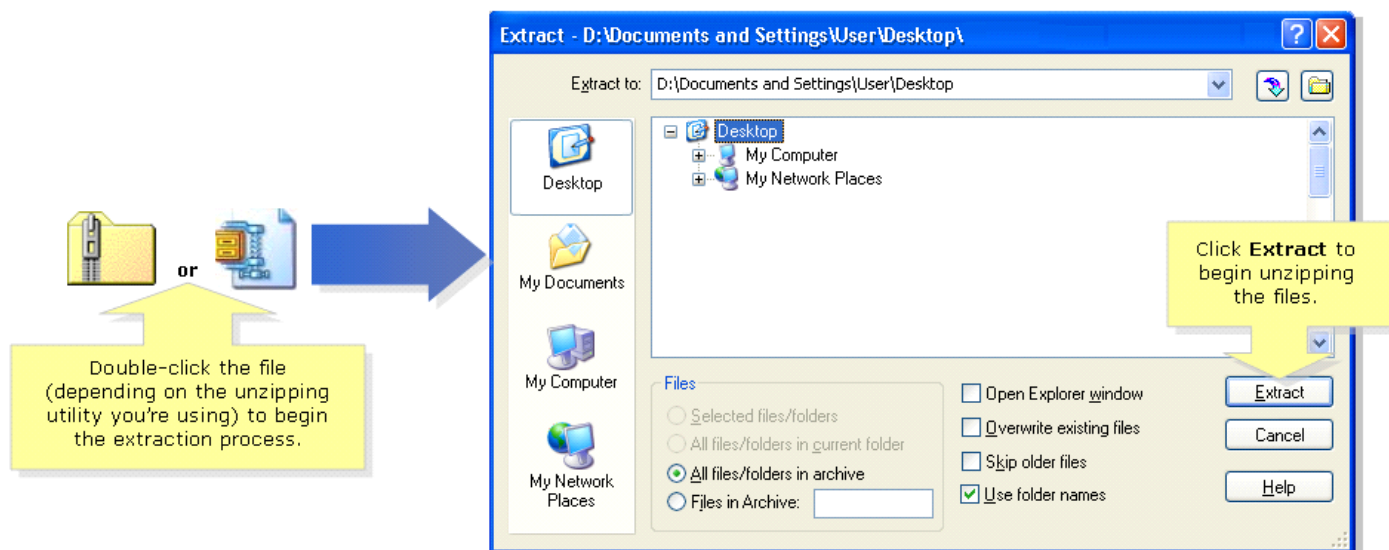 Extract - D:\Documents and Settings\User\Desktop\
Extract to: D:\Documents and Settings\User\Desktop
Desktop
My Documents
My Computer
My Network
Places
Desktop
My Computer
My Network Places
or
Double-click the file
(depending on the unzipping
utility you're using) to begin
the extraction process.
Click Extract to
begin unzipping
the files.
Files
Selected files/folders
All files/folders in current folder
All files/folders in archive
Files in Archive:
Open Explorer window
Overwrite existing files
Skip older files
Use folder names
Extract
Cancel
Help